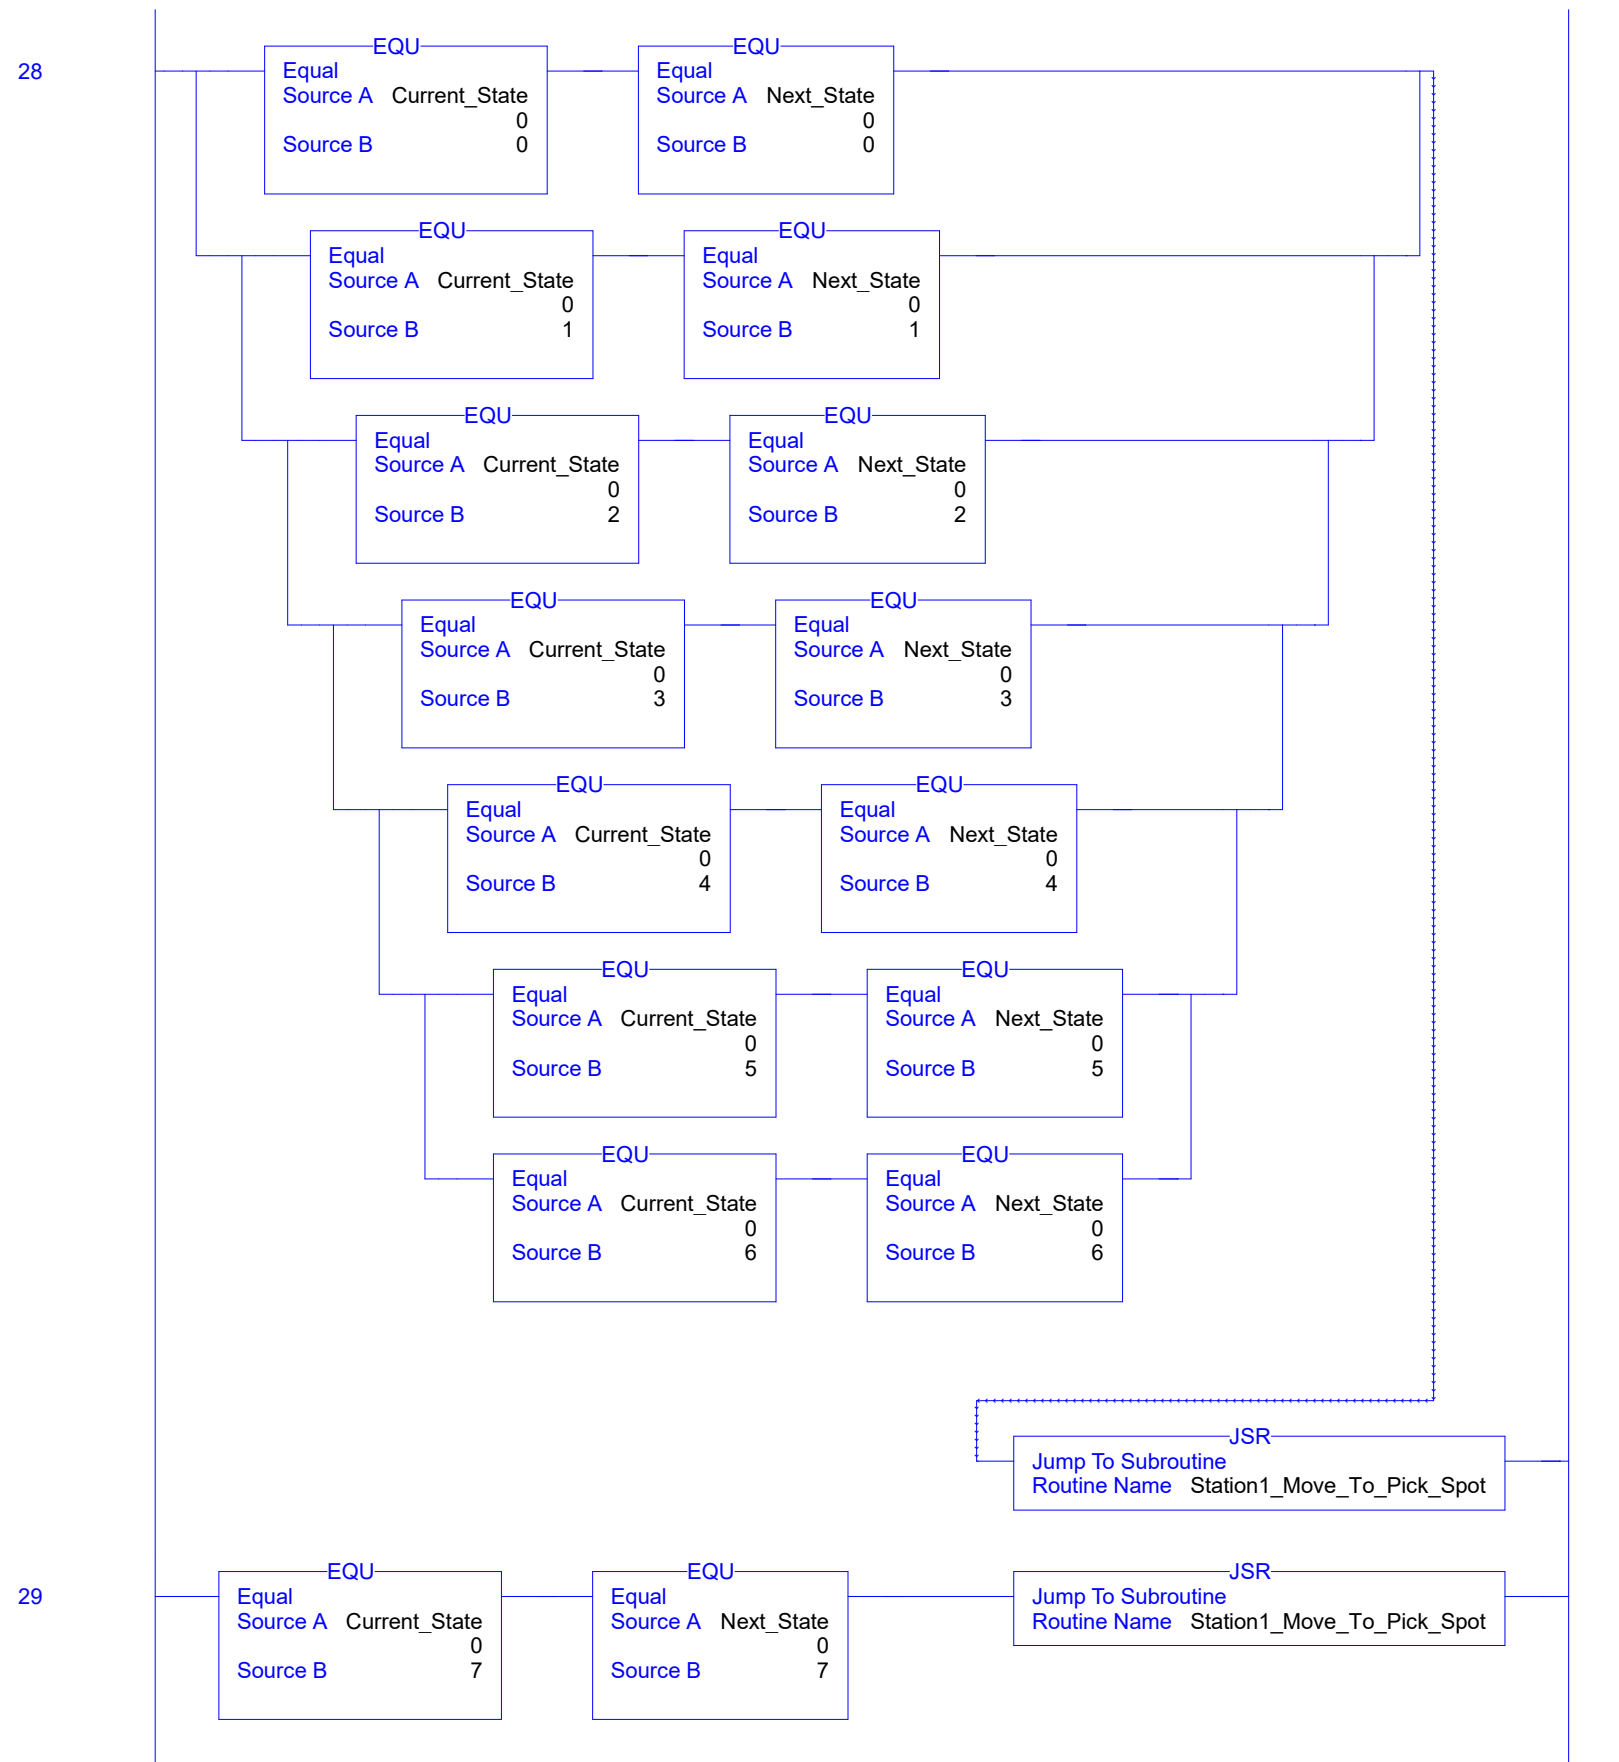 28
EQU EQU
Equal Equal
Source A Current_State Source A Next_State
0 0
Source B 0 Source B 0
EQU EQU
Equal Equal
Source A Current_State Source A Next_State
0 0
Source B 1 Source B 1
EQU EQU
Equal Equal
Source A Current_State Source A Next_State
0 0
Source B 2 Source B 2
EQU EQU
Equal Equal
Source A Current_State Source A Next_State
0 0
Source B 3 Source B 3
EQU EQU
Equal Equal
Source A Current_State Source A Next_State
0 0
Source B 4 Source B 4
EQU EQU
Equal Equal
Source A Current_State Source A Next_State
0 0
Source B 5 Source B 5
EQU EQU
Equal Equal
Source A Current_State Source A Next_State
0 0
Source B 6 Source B 6
JSR
Jump To Subroutine
Routine Name Station1_Move_To_Pick_Spot
29
EQU EQU JSR
Equal Equal Jump To Subroutine
Source A Current_State Source A Next_State Routine Name Station1_Move_To_Pick_Spot
0 0
Source B 7 Source B 7